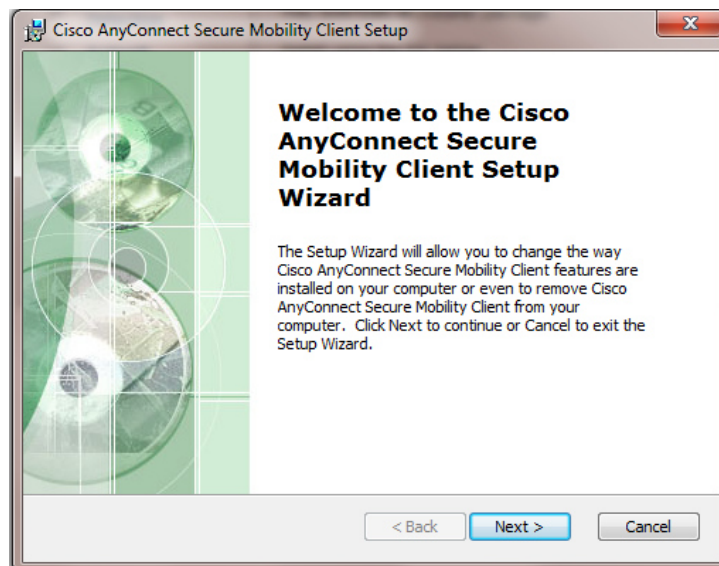 Cisco AnyConnect Secure Mobility Client Setup
Welcome to the Cisco
AnyConnect Secure
Mobility Client Setup
Wizard
The Setup Wizard will allow you to change the way
Cisco AnyConnect Secure Mobility Client features are
installed on your computer or even to remove Cisco
AnyConnect Secure Mobility Client from your
computer.  Click Next to continue or Cancel to exit the
Setup Wizard.
< Back
Next >
Cancel